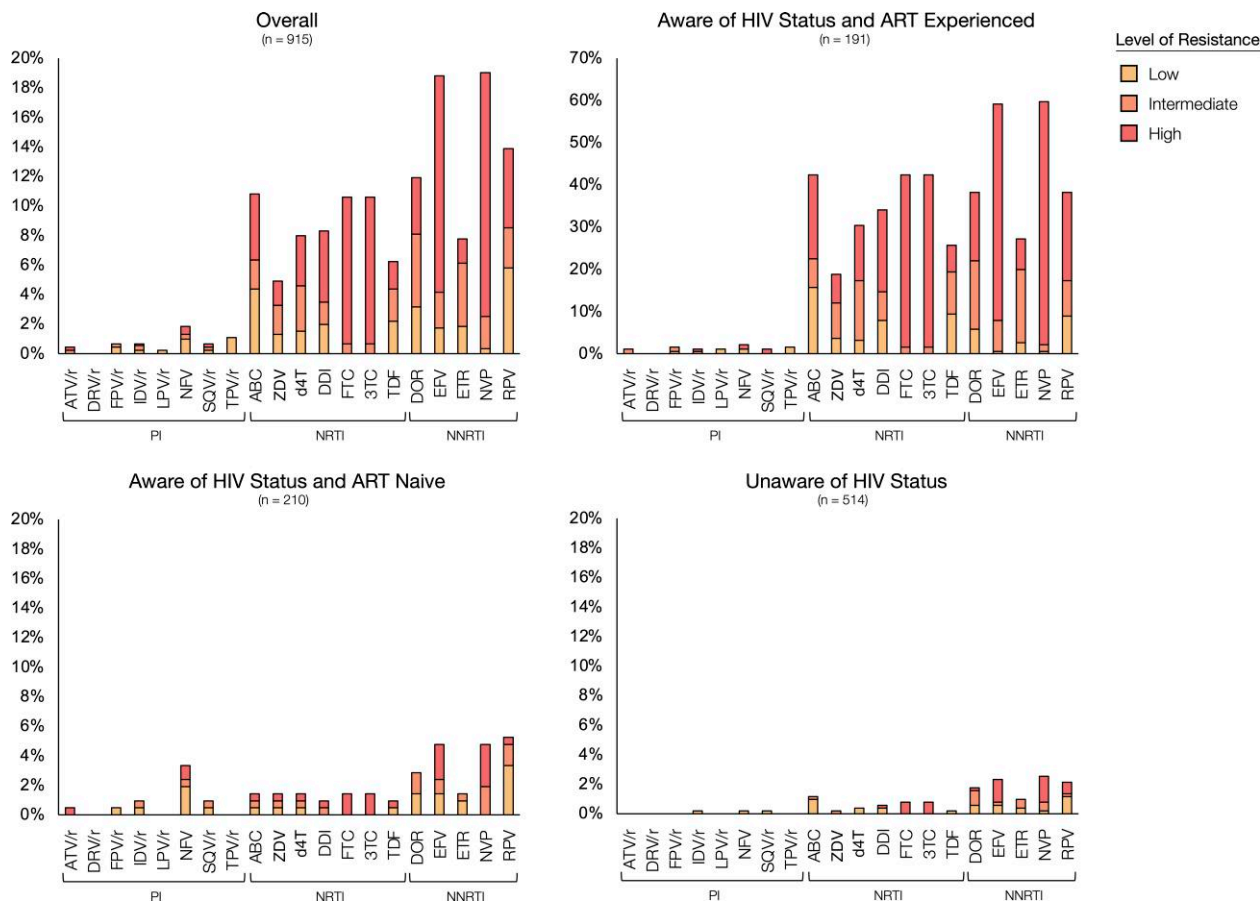 Overall
(n = 915)
20%
18%
16%
14%
12%
10%
8%
6%
4%
2%
0%
ATV/r DRV/r FPV/r IDV/r LPV/r NFV SQV/r TPV/r ABC ZDV d4T DDI FTC 3TC TDF DOR EFV ETR NVP RPV
PI NRTI NNRTI
Aware of HIV Status and ART Experienced
(n = 191)
70%
60%
50%
40%
30%
20%
10%
0%
ATV/r DRV/r FPV/r IDV/r LPV/r NFV SQV/r TPV/r ABC ZDV d4T DDI FTC 3TC TDF DOR EFV ETR NVP RPV
PI NRTI NNRTI
Level of Resistance
Low
Intermediate
High
Aware of HIV Status and ART Naive
(n = 210)
20%
18%
16%
14%
12%
10%
8%
6%
4%
2%
0%
ATV/r DRV/r FPV/r IDV/r LPV/r NFV SQV/r TPV/r ABC ZDV d4T DDI FTC 3TC TDF DOR EFV ETR NVP RPV
PI NRTI NNRTI
Unaware of HIV Status
(n = 514)
20%
18%
16%
14%
12%
10%
8%
6%
4%
2%
0%
ATV/r DRV/r FPV/r IDV/r LPV/r NFV SQV/r TPV/r ABC ZDV d4T DDI FTC 3TC TDF DOR EFV ETR NVP RPV
PI NRTI NNRTI